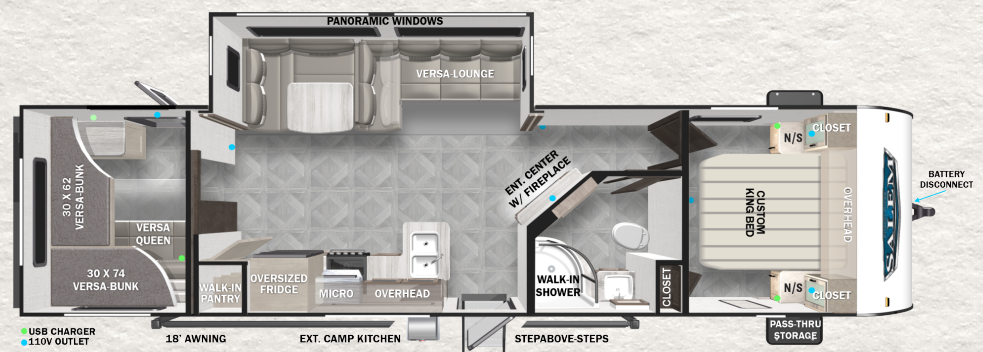 PANORAMIC WINDOWS
VERSA-LOUNGE
30 X 62
VERSA-BUNK
VERSA
QUEEN
30 X 74
VERSA-BUNK
WALK-IN
PANTRY
OVERSIZED
FRIDGE
MICRO
OVERHEAD
ENT. CENTER
W/ FIREPLACE
WALK-IN
SHOWER
CLOSET
N/S
CLOSET
CUSTOM
KING BED
OVERHEAD
N/S
CLOSET
SALEM
BATTERY
DISCONNECT
PASS-THRU
STORAGE
USB CHARGER
110V OUTLET
18' AWNING
EXT. CAMP KITCHEN
STEPABOVE-STEPS